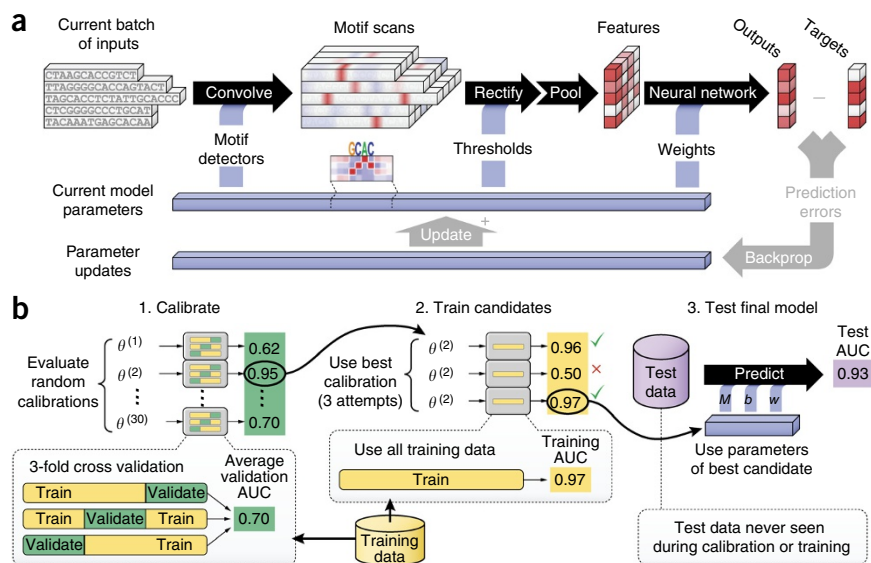 a
Current batch
of inputs
Motif scans
Features
Outputs
Targets
CTAAGCACCGTCT
TTAGGGGCACCAGTACT
TAGCACCTCTATTGCACCC
CTCGGGGCCCTGCAT
TACAAATGAGCACAA
Convolve
Rectify
Pool
Neural network
–
Motif
detectors
GCAC
Thresholds
Weights
Current model
parameters
Prediction
errors
Update
+
Parameter
updates
Backprop
b
1. Calibrate
2. Train candidates
3. Test final model
Evaluate
random
calibrations
θ(1)
θ(2)
⋮
θ(30)
0.62
0.95
⋮
0.70
Use best
calibration
(3 attempts)
θ(2)
θ(2)
θ(2)
0.96 ✓
0.50 ×
0.97 ✓
Test
data
Predict
M b w
Test
AUC
0.93
Use parameters
of best candidate
3-fold cross validation
Average
validation
AUC
Train Validate
Train Validate Train
Validate Train
0.70
Use all training data
Training
AUC
Train
0.97
Training
data
Test data never seen
during calibration or training